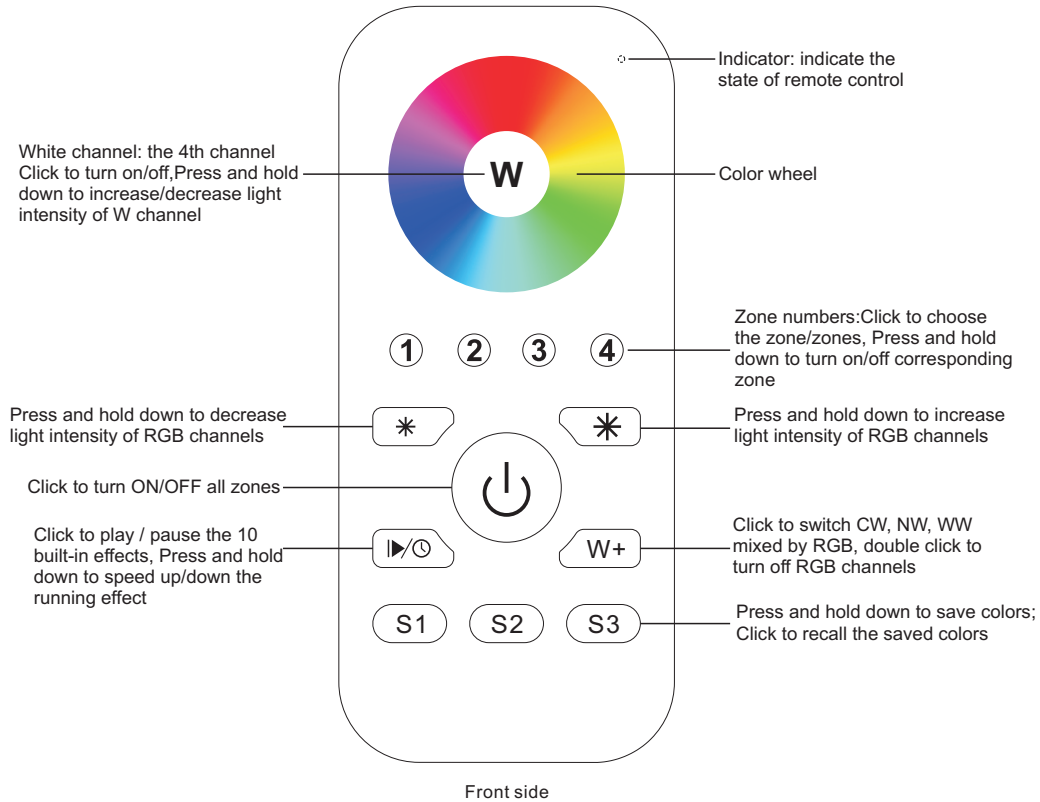 Indicator: indicate the
state of remote control
White channel: the 4th channel
Click to turn on/off,Press and hold
down to increase/decrease light
intensity of W channel
W
Color wheel
Zone numbers:Click to choose
the zone/zones, Press and hold
down to turn on/off corresponding
zone
1 2 3 4
Press and hold down to decrease
light intensity of RGB channels
Press and hold down to increase
light intensity of RGB channels
Click to turn ON/OFF all zones
Click to play / pause the 10
built-in effects, Press and hold
down to speed up/down the
running effect
W+
Click to switch CW, NW, WW
mixed by RGB, double click to
turn off RGB channels
S1 S2 S3
Press and hold down to save colors;
Click to recall the saved colors
Front side